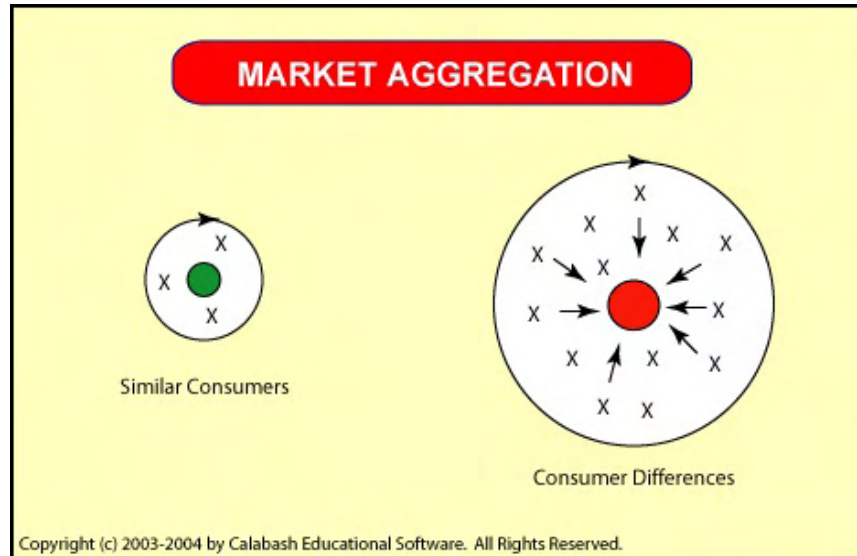 MARKET AGGREGATION
X
X
X
Similar Consumers
X
X
X
X
X
X
X
X
X
X
X
X
X
Consumer Differences
Copyright (c) 2003-2004 by Calabash Educational Software. All Rights Reserved.